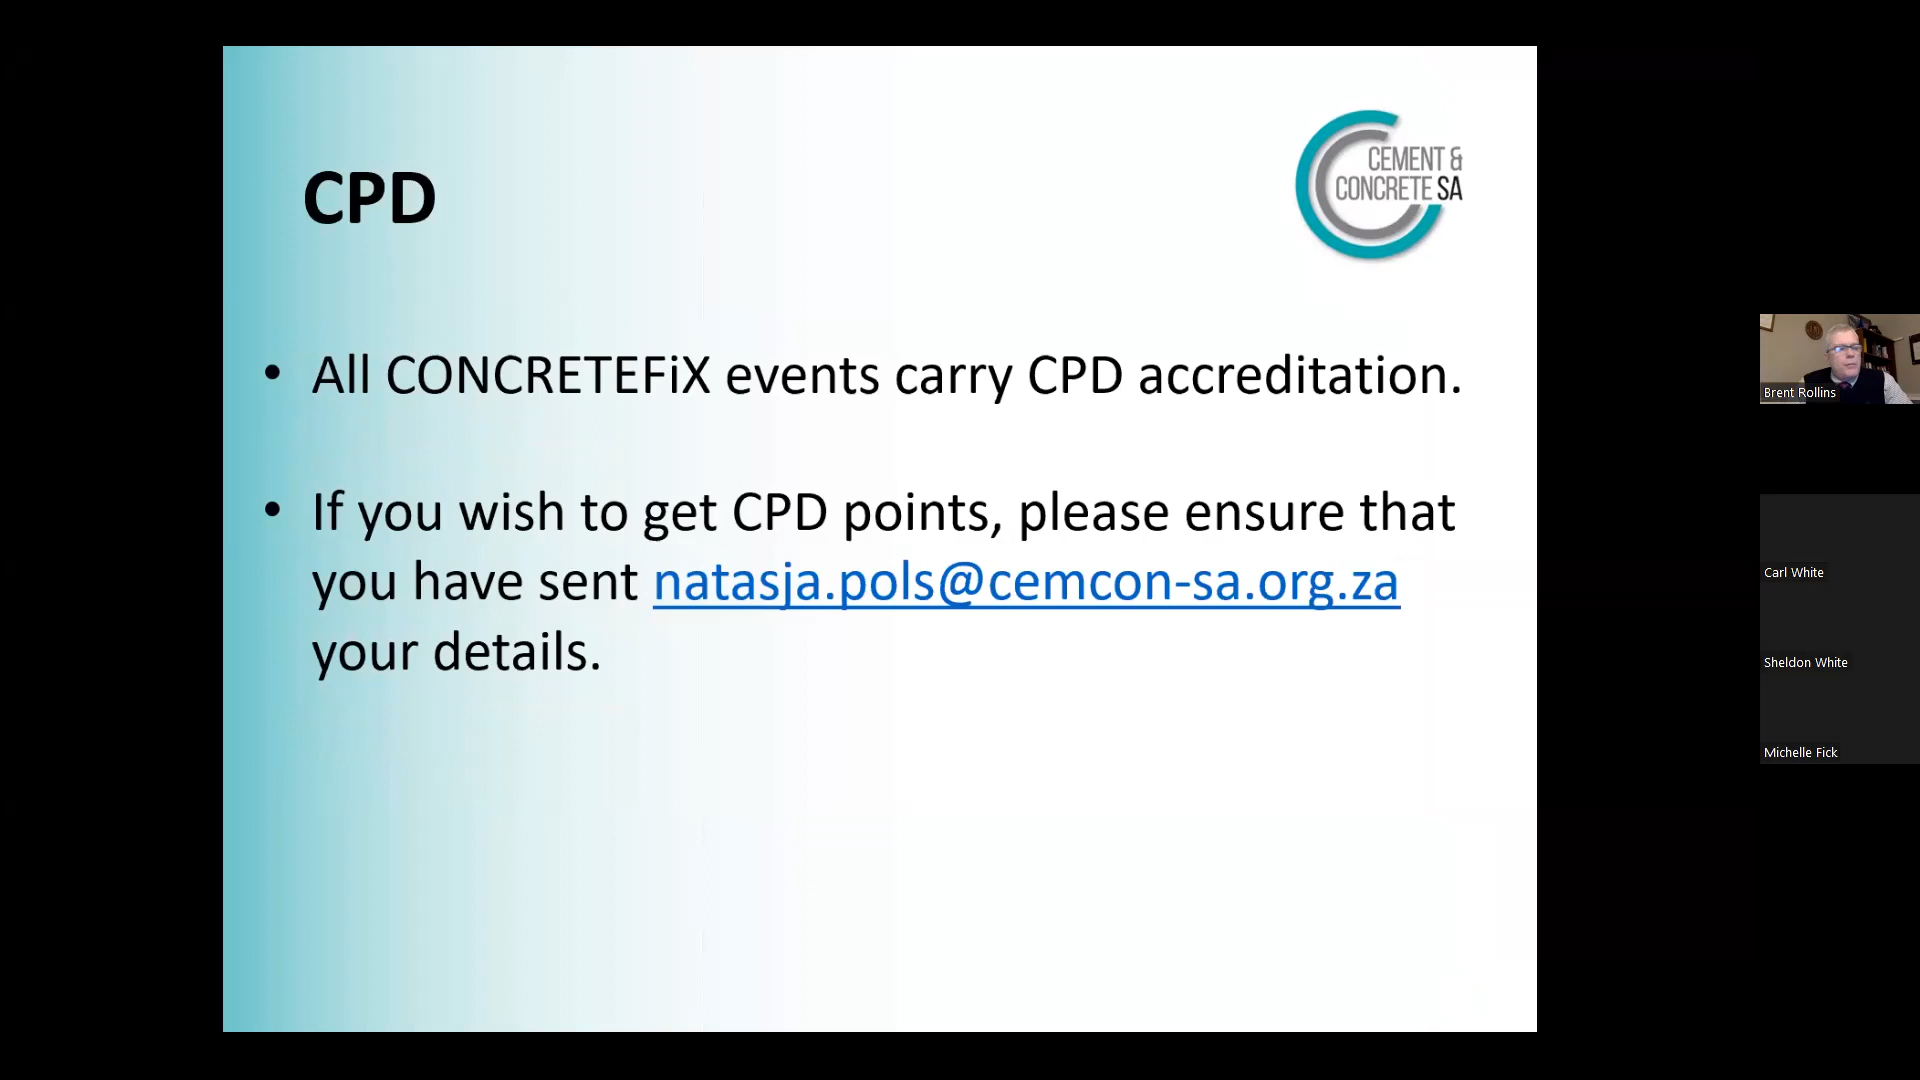 CPD
CEMENT &
CONCRETE SA
• All CONCRETEFiX events carry CPD accreditation.
• If you wish to get CPD points, please ensure that
you have sent natasja.pols@cemcon-sa.org.za
your details.
Brent Rollins
Carl White
Sheldon White
Michelle Fick